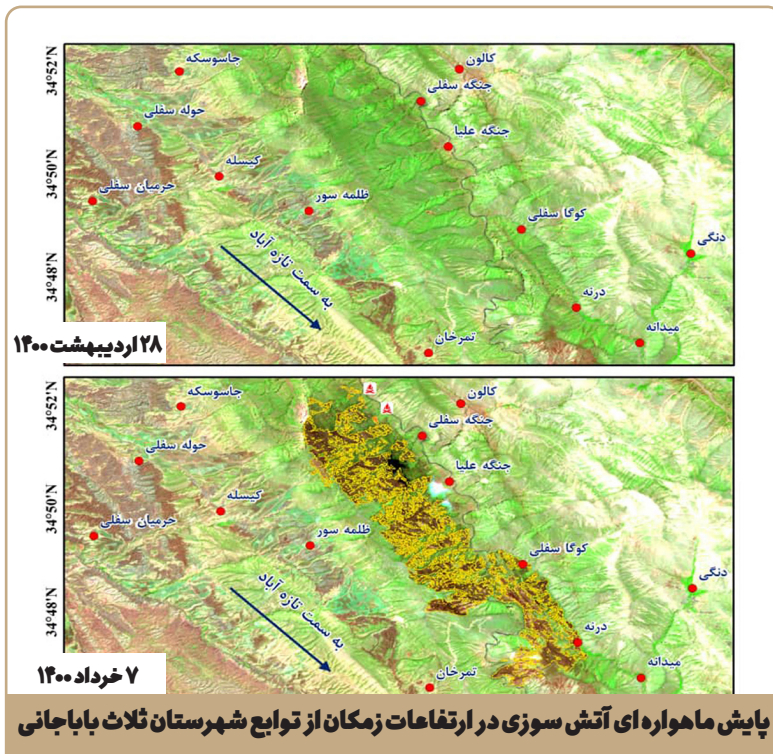 34°52'N
34°50'N
34°48'N
جاسوسکه
کالون
جنگه سفلی
حوله سفلی
جنگه علیا
کیسله
حرمیان سفلی
ظلمه سور
کوگا سفلی
دنگی
به سمت تازه آباد
درنه
میدانه
تمرخان
۲۸ اردیبهشت ۱۴۰۰
34°52'N
34°50'N
34°48'N
جاسوسکه
کالون
جنگه سفلی
حوله سفلی
جنگه علیا
کیسله
حرمیان سفلی
ظلمه سور
کوگا سفلی
دنگی
به سمت تازه آباد
درنه
میدانه
تمرخان
۷ خرداد ۱۴۰۰
پایش ماهواره ای آتش سوزی در ارتفاعات زمکان از توابع شهرستان ثلاث باباجانی